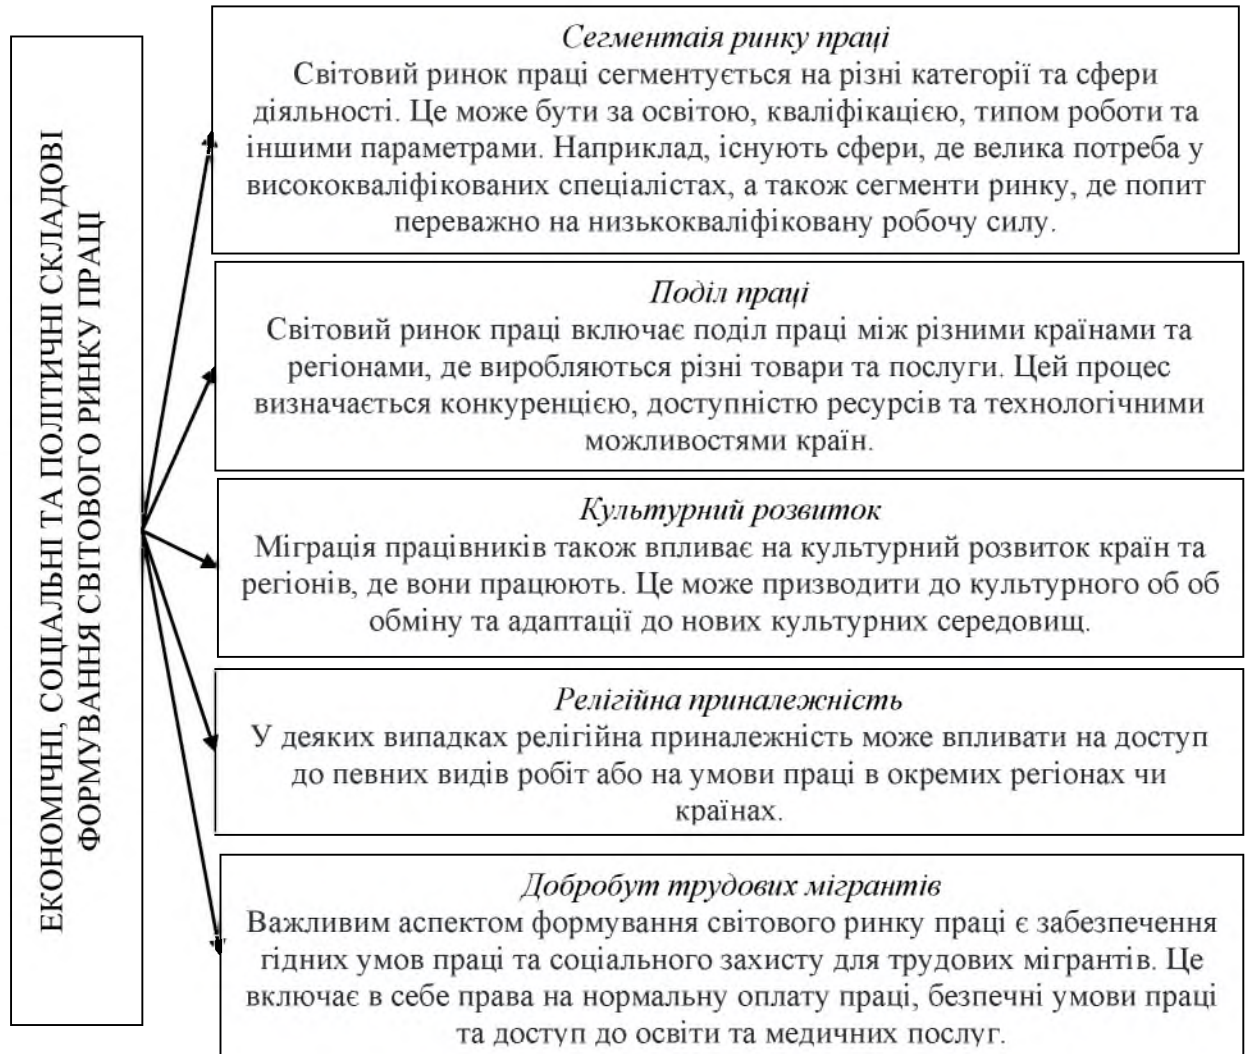 ЕКОНОМІЧНІ, СОЦІАЛЬНІ ТА ПОЛІТИЧНІ СКЛАДОВІ
ФОРМУВАННЯ СВІТОВОГО РИНКУ ПРАЦІ
Сегментаія ринку праці
Світовий ринок праці сегментується на різні категорії та сфери
діяльності. Це може бути за освітою, кваліфікацією, типом роботи та
іншими параметрами. Наприклад, існують сфери, де велика потреба у
висококваліфікованих спеціалістах, а також сегменти ринку, де попит
переважно на низькокваліфіковану робочу силу.
Поділ праці
Світовий ринок праці включає поділ праці між різними країнами та
регіонами, де виробляються різні товари та послуги. Цей процес
визначається конкуренцією, доступністю ресурсів та технологічними
можливостями країн.
Культурний розвиток
Міграція працівників також впливає на культурний розвиток країн та
регіонів, де вони працюють. Це може призводити до культурного об об
обміну та адаптації до нових культурних середовищ.
Релігійна приналежність
У деяких випадках релігійна приналежність може впливати на доступ
до певних видів робіт або на умови праці в окремих регіонах чи
країнах.
Добробут трудових мігрантів
Важливим аспектом формування світового ринку праці є забезпечення
гідних умов праці та соціального захисту для трудових мігрантів. Це
включає в себе права на нормальну оплату праці, безпечні умови праці
та доступ до освіти та медичних послуг.